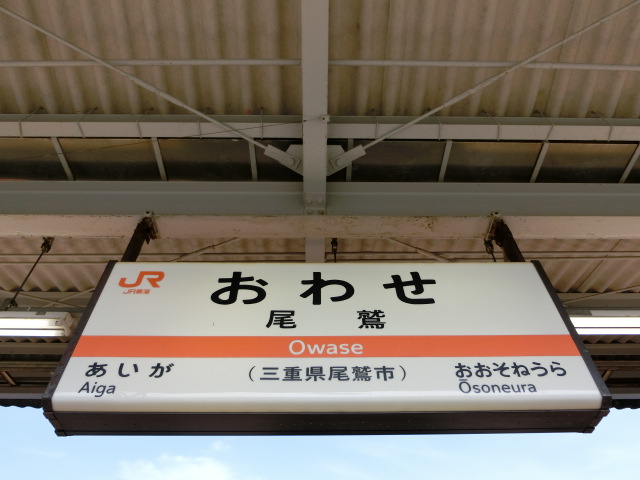 JR
JR東海
おわせ
尾鷲
Owase
あいが
Aiga
(三重県尾鷲市)
おおそねうら
Ōsoneura